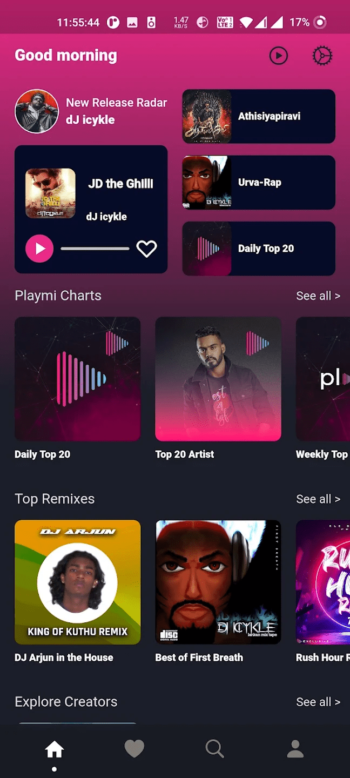 11:55:44
1.47
KB/S
17%
Good morning
New Release Radar
dJ icykle
Athisiyapiravi
JD the Ghilli
dJ icykle
Urva-Rap
Daily Top 20
Playmi Charts
See all >
pl
Daily Top 20
Top 20 Artist
Weekly Top
Top Remixes
See all >
DJ ARJUN
KING OF KUTHU REMIX
FIRST BREATH
disc
DJ ICYKLE
DJ Arjun in the House
Best of First Breath
Rush Hour R
Explore Creators
See all >